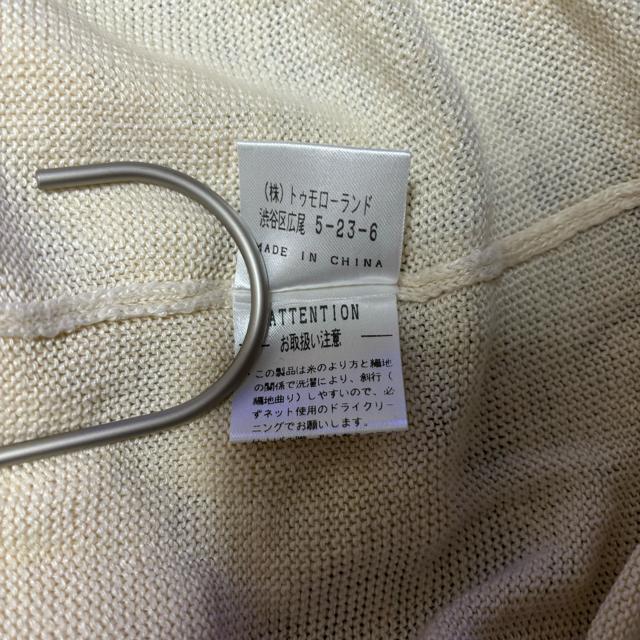 (株)トゥモローランド
渋谷区広尾 5-23-6
MADE IN CHINA
ATTENTION
お取扱い注意
この製品は糸のより方と編地
の関係で洗濯により、斜行(
編地曲り)しやすいので、必
ずネット使用のドライクリー
ニングでお願いします。